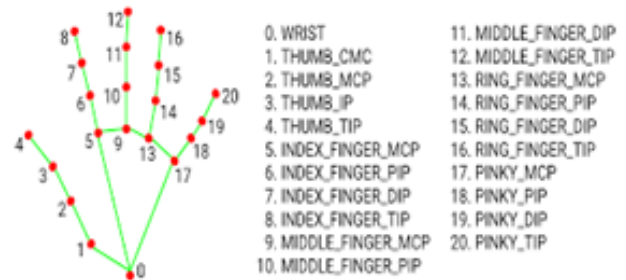 12
8
16
11
7
15
20
10
6
14
19
4
5
9
13
18
3
17
2
1
0
0. WRIST
1. THUMB_CMC
2. THUMB_MCP
3. THUMB_IP
4. THUMB_TIP
5. INDEX_FINGER_MCP
6. INDEX_FINGER_PIP
7. INDEX_FINGER_DIP
8. INDEX_FINGER_TIP
9. MIDDLE_FINGER_MCP
10. MIDDLE_FINGER_PIP
11. MIDDLE_FINGER_DIP
12. MIDDLE_FINGER_TIP
13. RING_FINGER_MCP
14. RING_FINGER_PIP
15. RING_FINGER_DIP
16. RING_FINGER_TIP
17. PINKY_MCP
18. PINKY_PIP
19. PINKY_DIP
20. PINKY_TIP